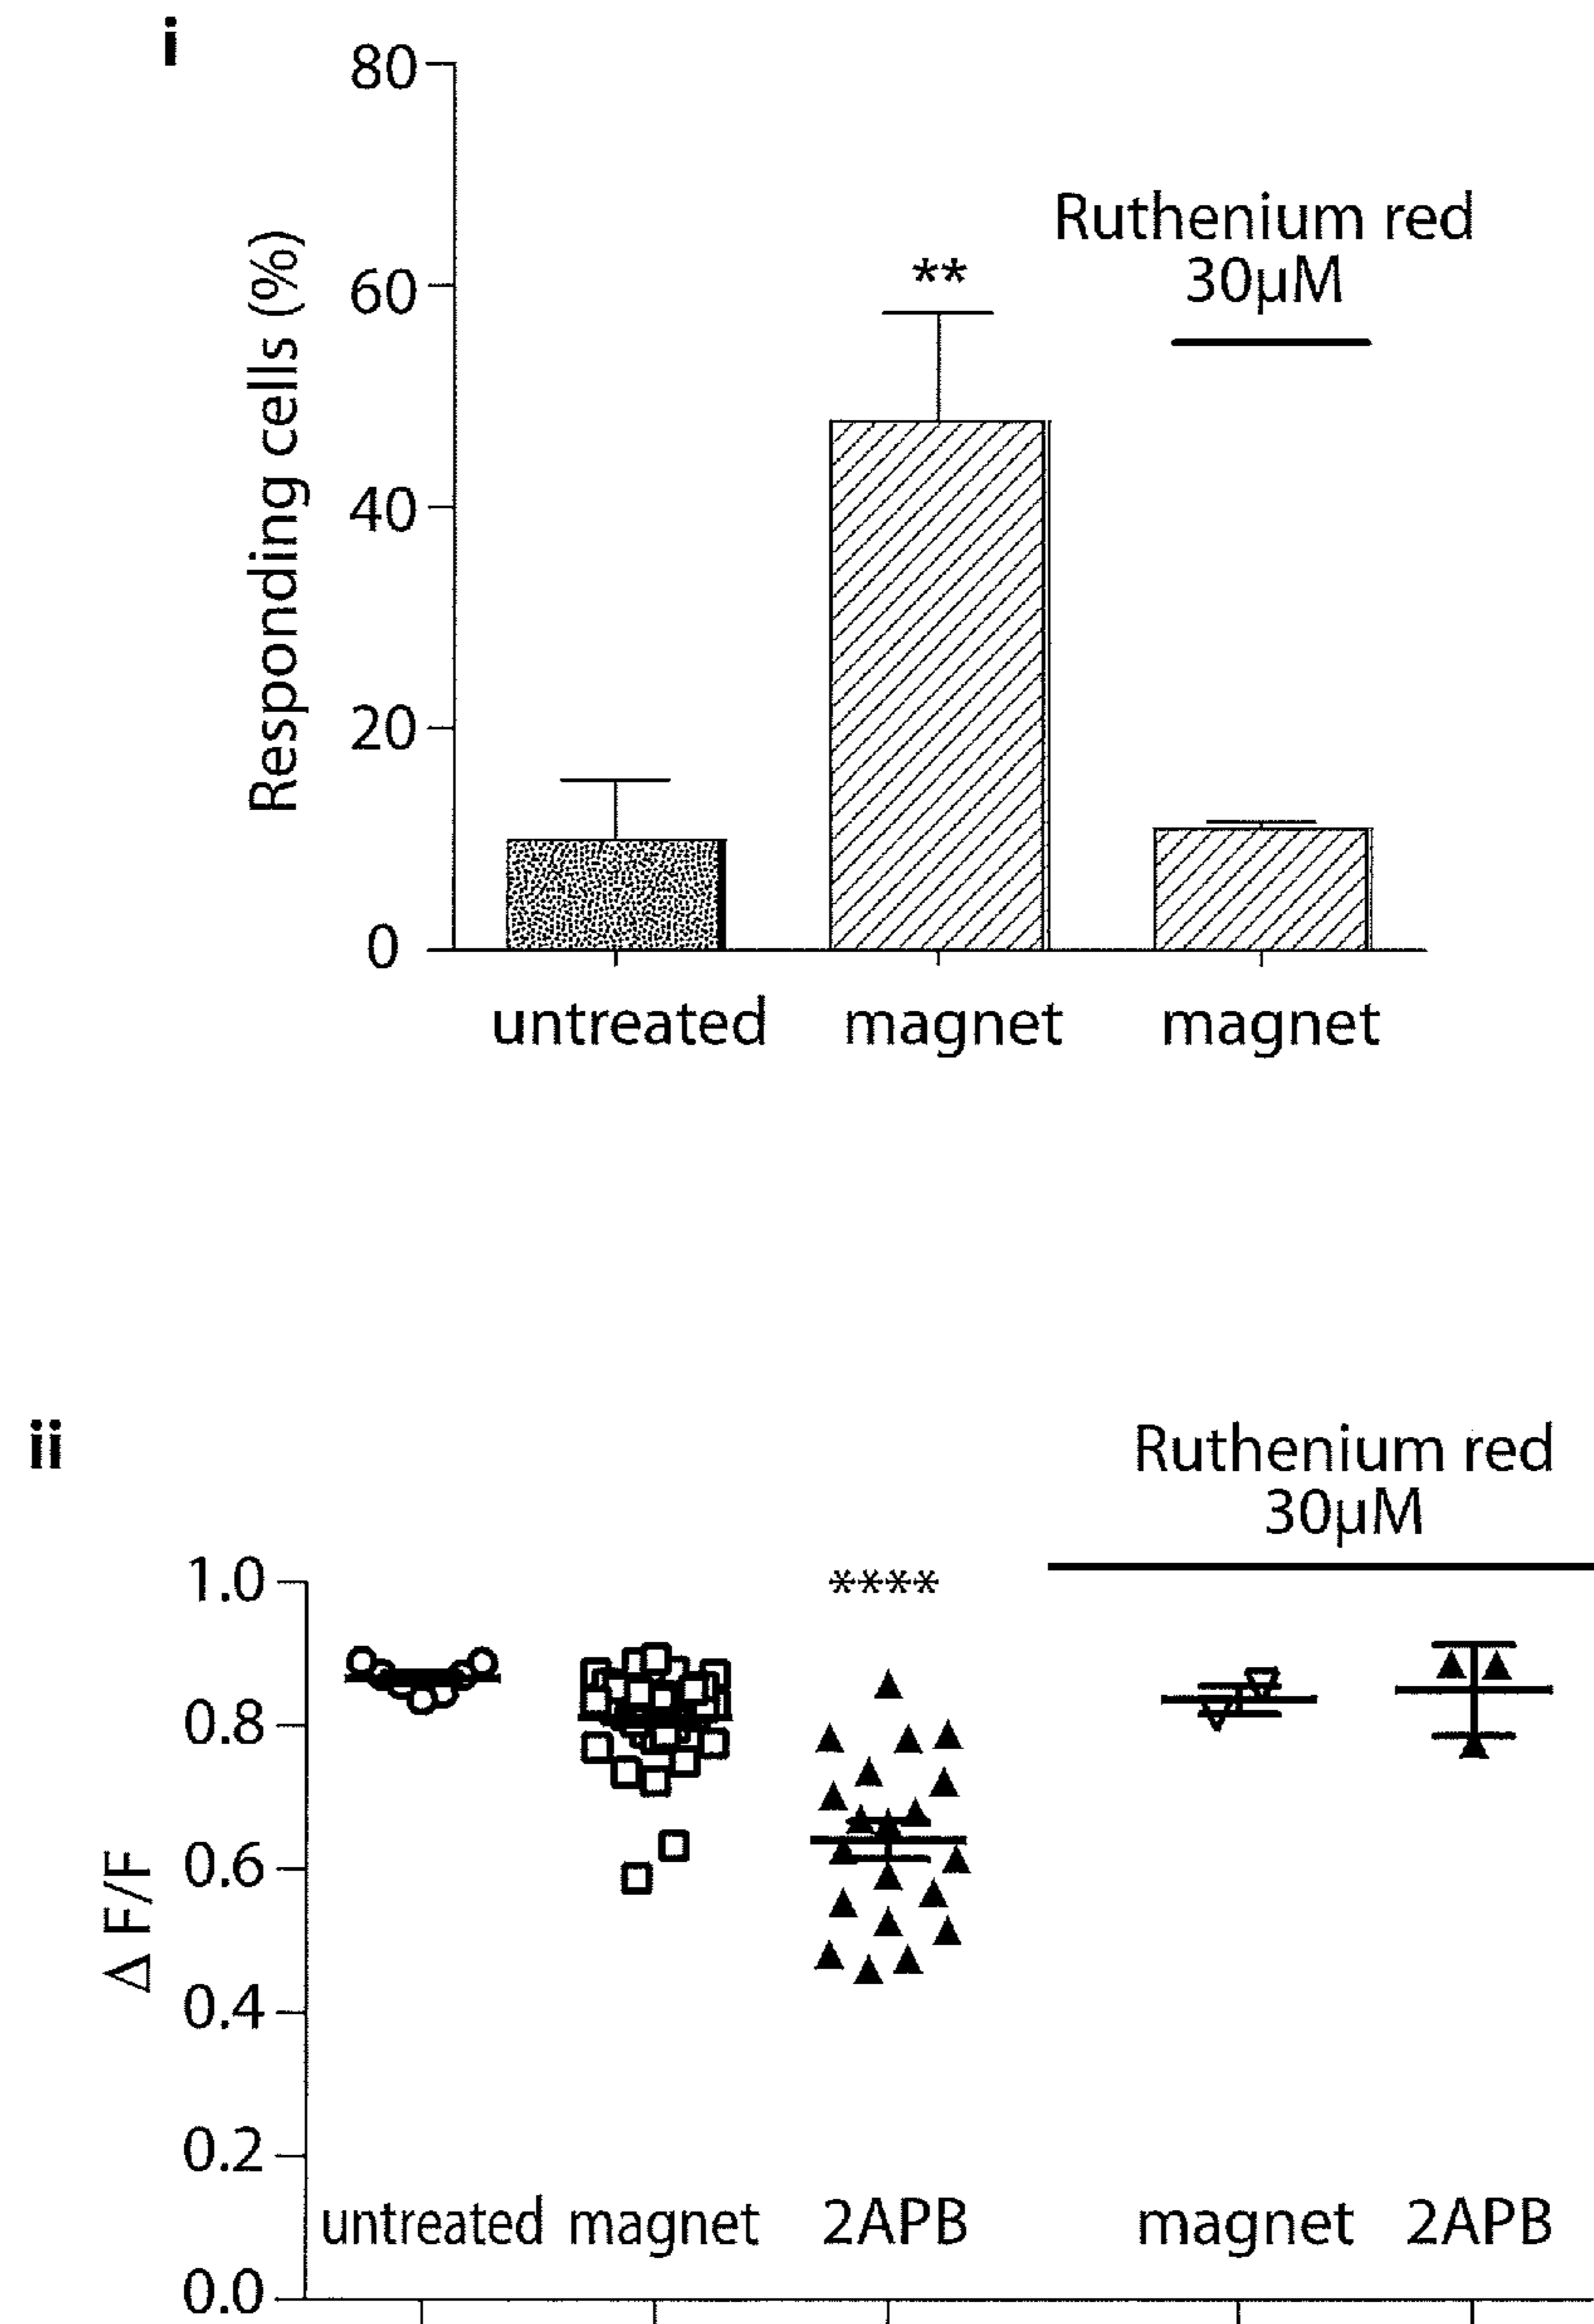 i
80
60
40
20
0
Responding cells (%)
**
Ruthenium red
30µM
untreated magnet magnet
ii
Ruthenium red
30µM
1.0
0.8
0.6
0.4
0.2
0.0
Δ F/F
****
untreated magnet 2APB magnet 2APB